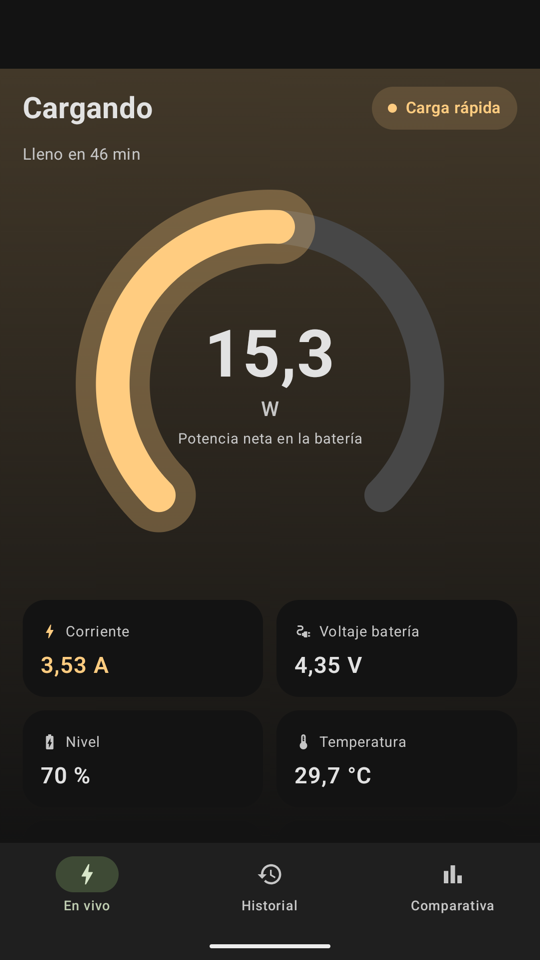 Cargando
Carga rápida
Lleno en 46 min
15,3
W
Potencia neta en la batería
Corriente
3,53 A
Voltaje batería
4,35 V
Nivel
70 %
Temperatura
29,7 °C
En vivo
Historial
Comparativa